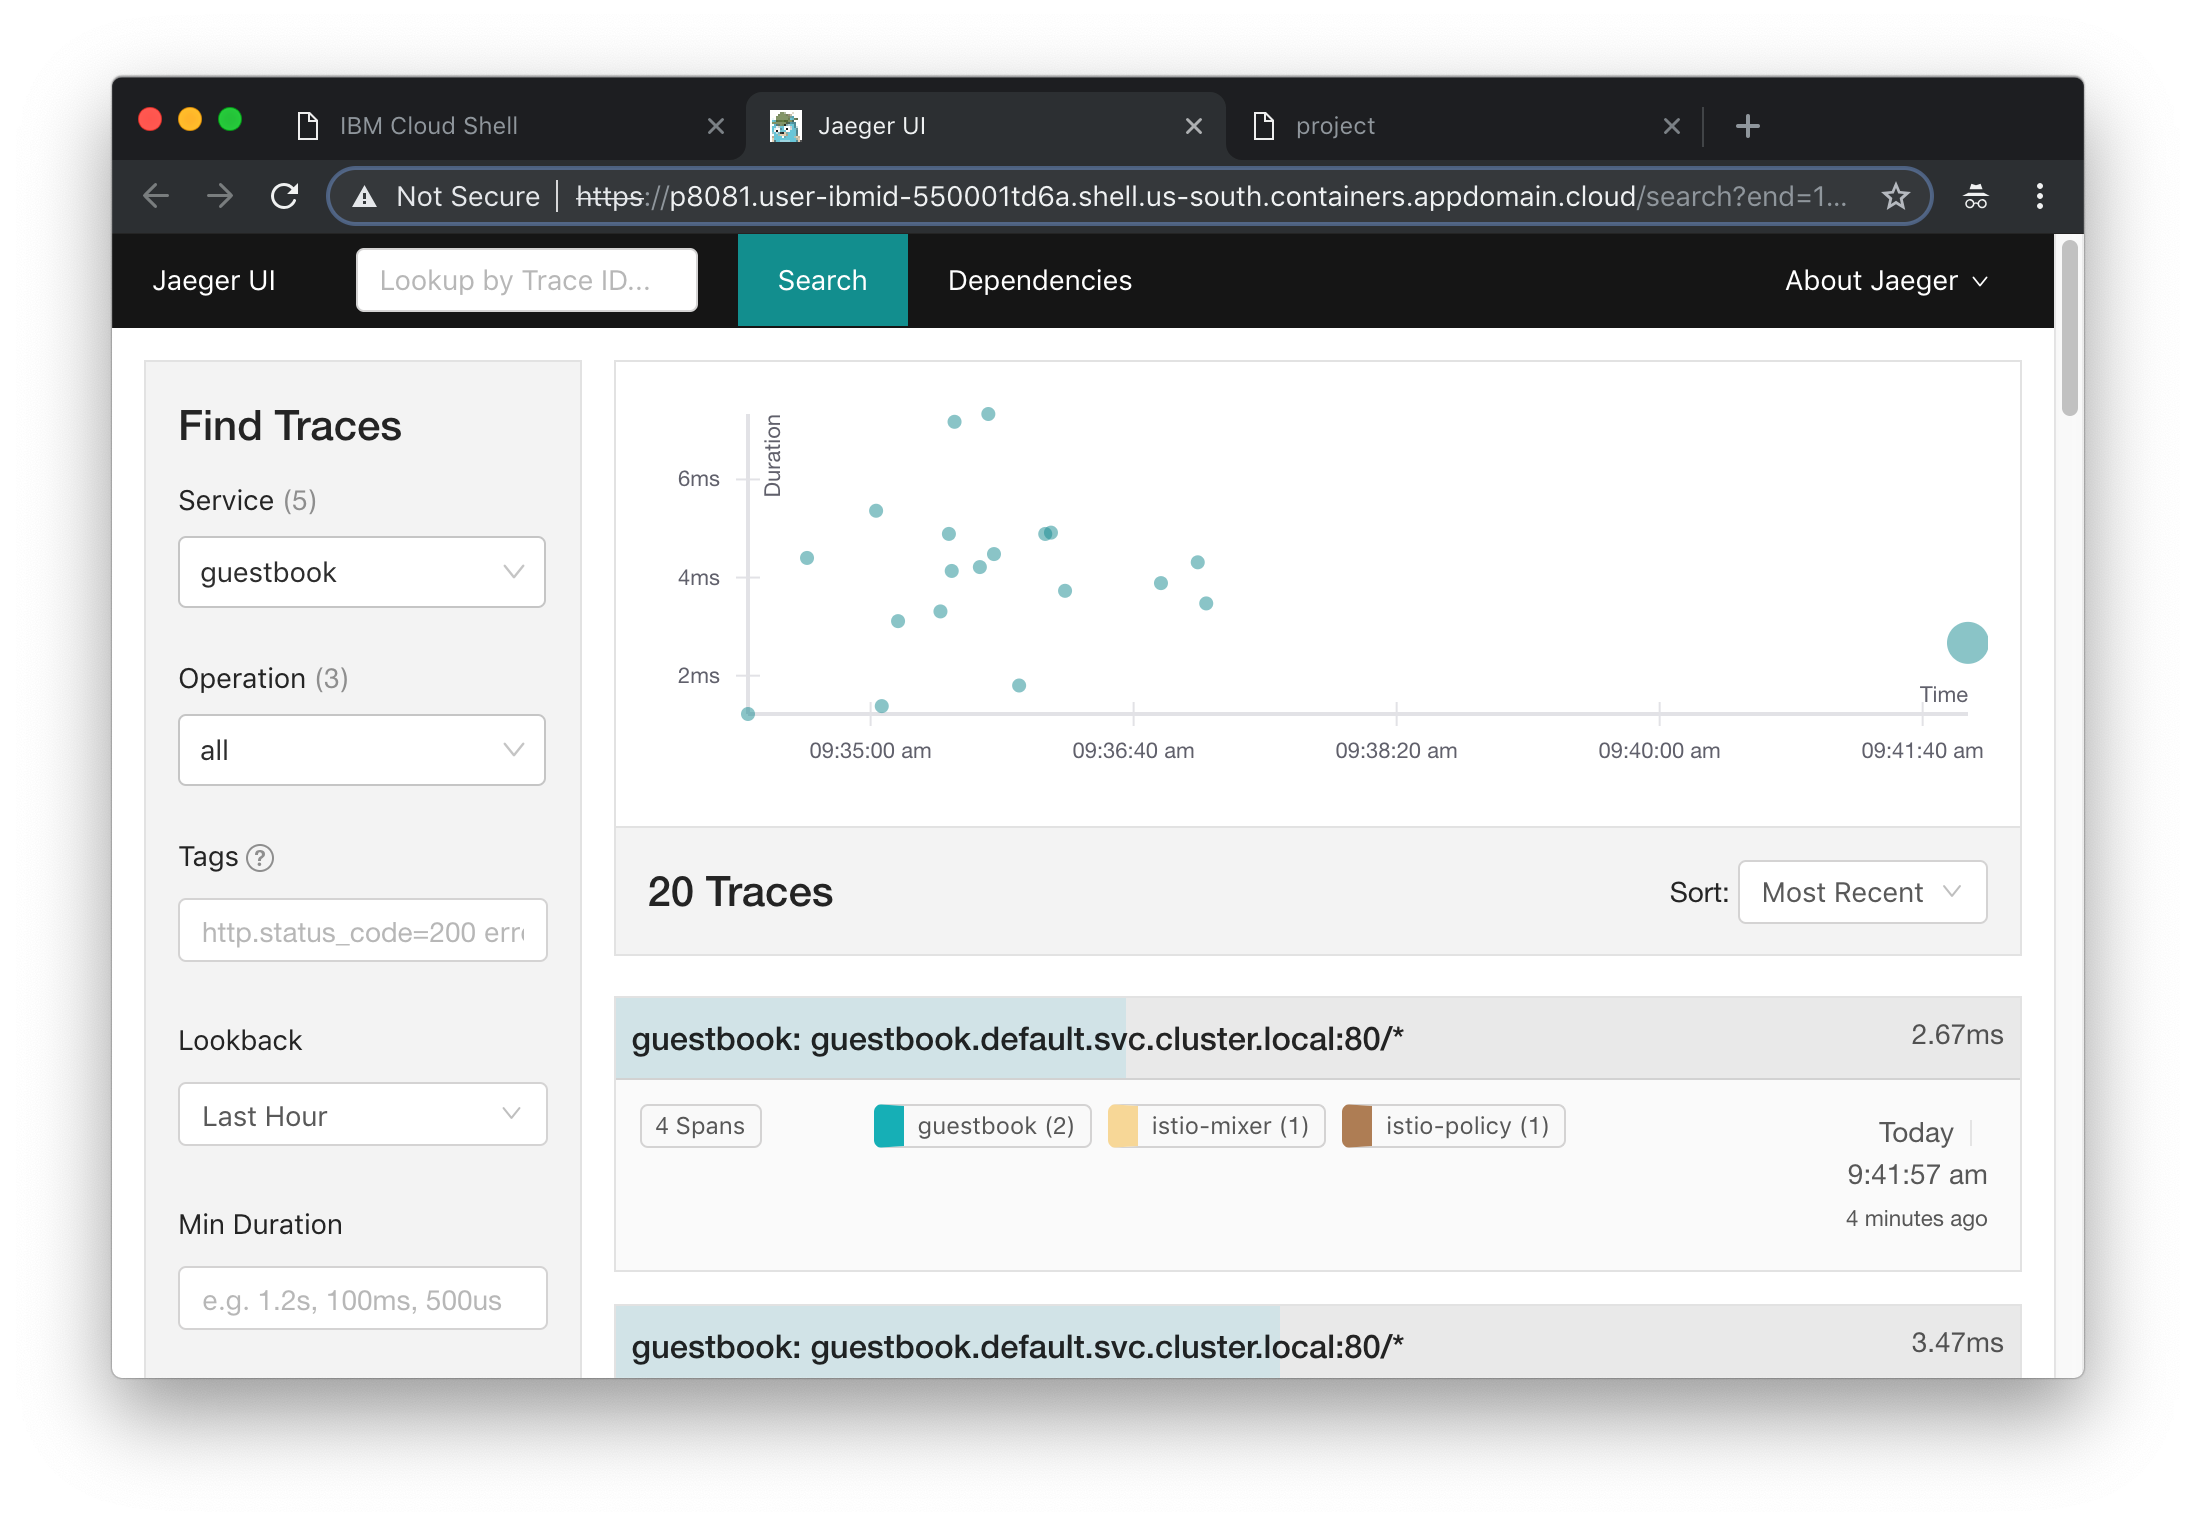 IBM Cloud Shell
Jaeger UI
project
Not Secure
https://p8081.user-ibmid-550001td6a.shell.us-south.containers.appdomain.cloud/search?end=1...
Jaeger UI
Lookup by Trace ID...
Search
Dependencies
About Jaeger
Find Traces
Service (5)
guestbook
Operation (3)
all
Tags ?
http.status_code=200 erro
Lookback
Last Hour
Min Duration
e.g. 1.2s, 100ms, 500us
Duration
6ms
4ms
2ms
Time
09:35:00 am
09:36:40 am
09:38:20 am
09:40:00 am
09:41:40 am
20 Traces
Sort: Most Recent
guestbook: guestbook.default.svc.cluster.local:80/*
2.67ms
4 Spans
guestbook (2)
istio-mixer (1)
istio-policy (1)
Today
9:41:57 am
4 minutes ago
guestbook: guestbook.default.svc.cluster.local:80/*
3.47ms